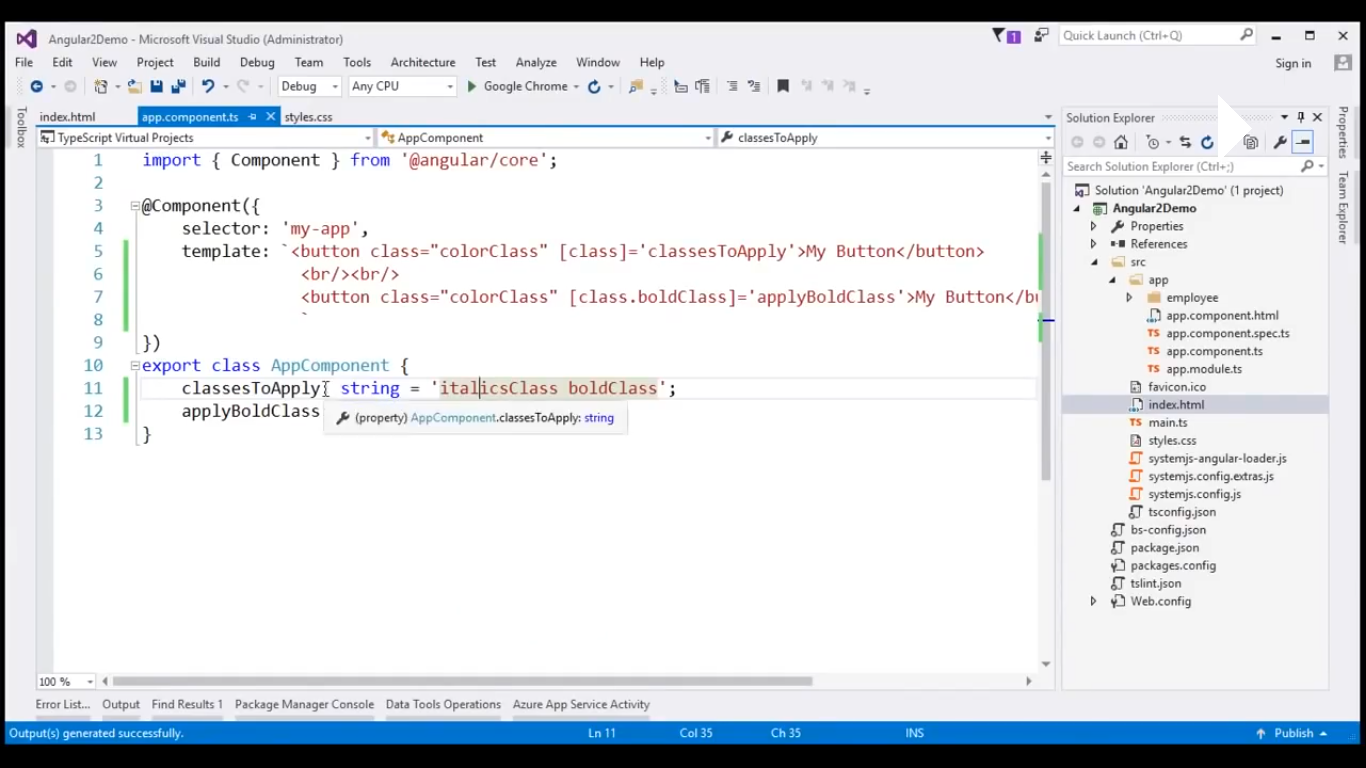 Angular2Demo - Microsoft Visual Studio (Administrator)
1
Quick Launch (Ctrl+Q)
File Edit View Project Build Debug Team Tools Architecture Test Analyze Window Help
Sign in
Debug Any CPU Google Chrome
Toolbox
index.html app.component.ts styles.css
TypeScript Virtual Projects AppComponent classesToApply
1 import { Component } from '@angular/core';
2
3 @Component({
4 selector: 'my-app',
5 template: `<button class="colorClass" [class]='classesToApply'>My Button</button>
6 <br/><br/>
7 <button class="colorClass" [class.boldClass]='applyBoldClass'>My Button</bu
8 `
9 })
10 export class AppComponent {
11 classesToApply: string = 'italicsClass boldClass';
12 applyBoldClass
(property) AppComponent.classesToApply: string
13 }
100 %
Solution Explorer
Search Solution Explorer (Ctrl+;)
Solution 'Angular2Demo' (1 project)
Angular2Demo
Properties
References
src
app
employee
app.component.html
TS app.component.spec.ts
TS app.component.ts
TS app.module.ts
favicon.ico
index.html
TS main.ts
styles.css
systemjs-angular-loader.js
systemjs.config.extras.js
systemjs.config.js
tsconfig.json
bs-config.json
package.json
packages.config
tslint.json
Web.config
Properties
Team Explorer
Error List... Output Find Results 1 Package Manager Console Data Tools Operations Azure App Service Activity
Output(s) generated successfully. Ln 11 Col 35 Ch 35 INS Publish